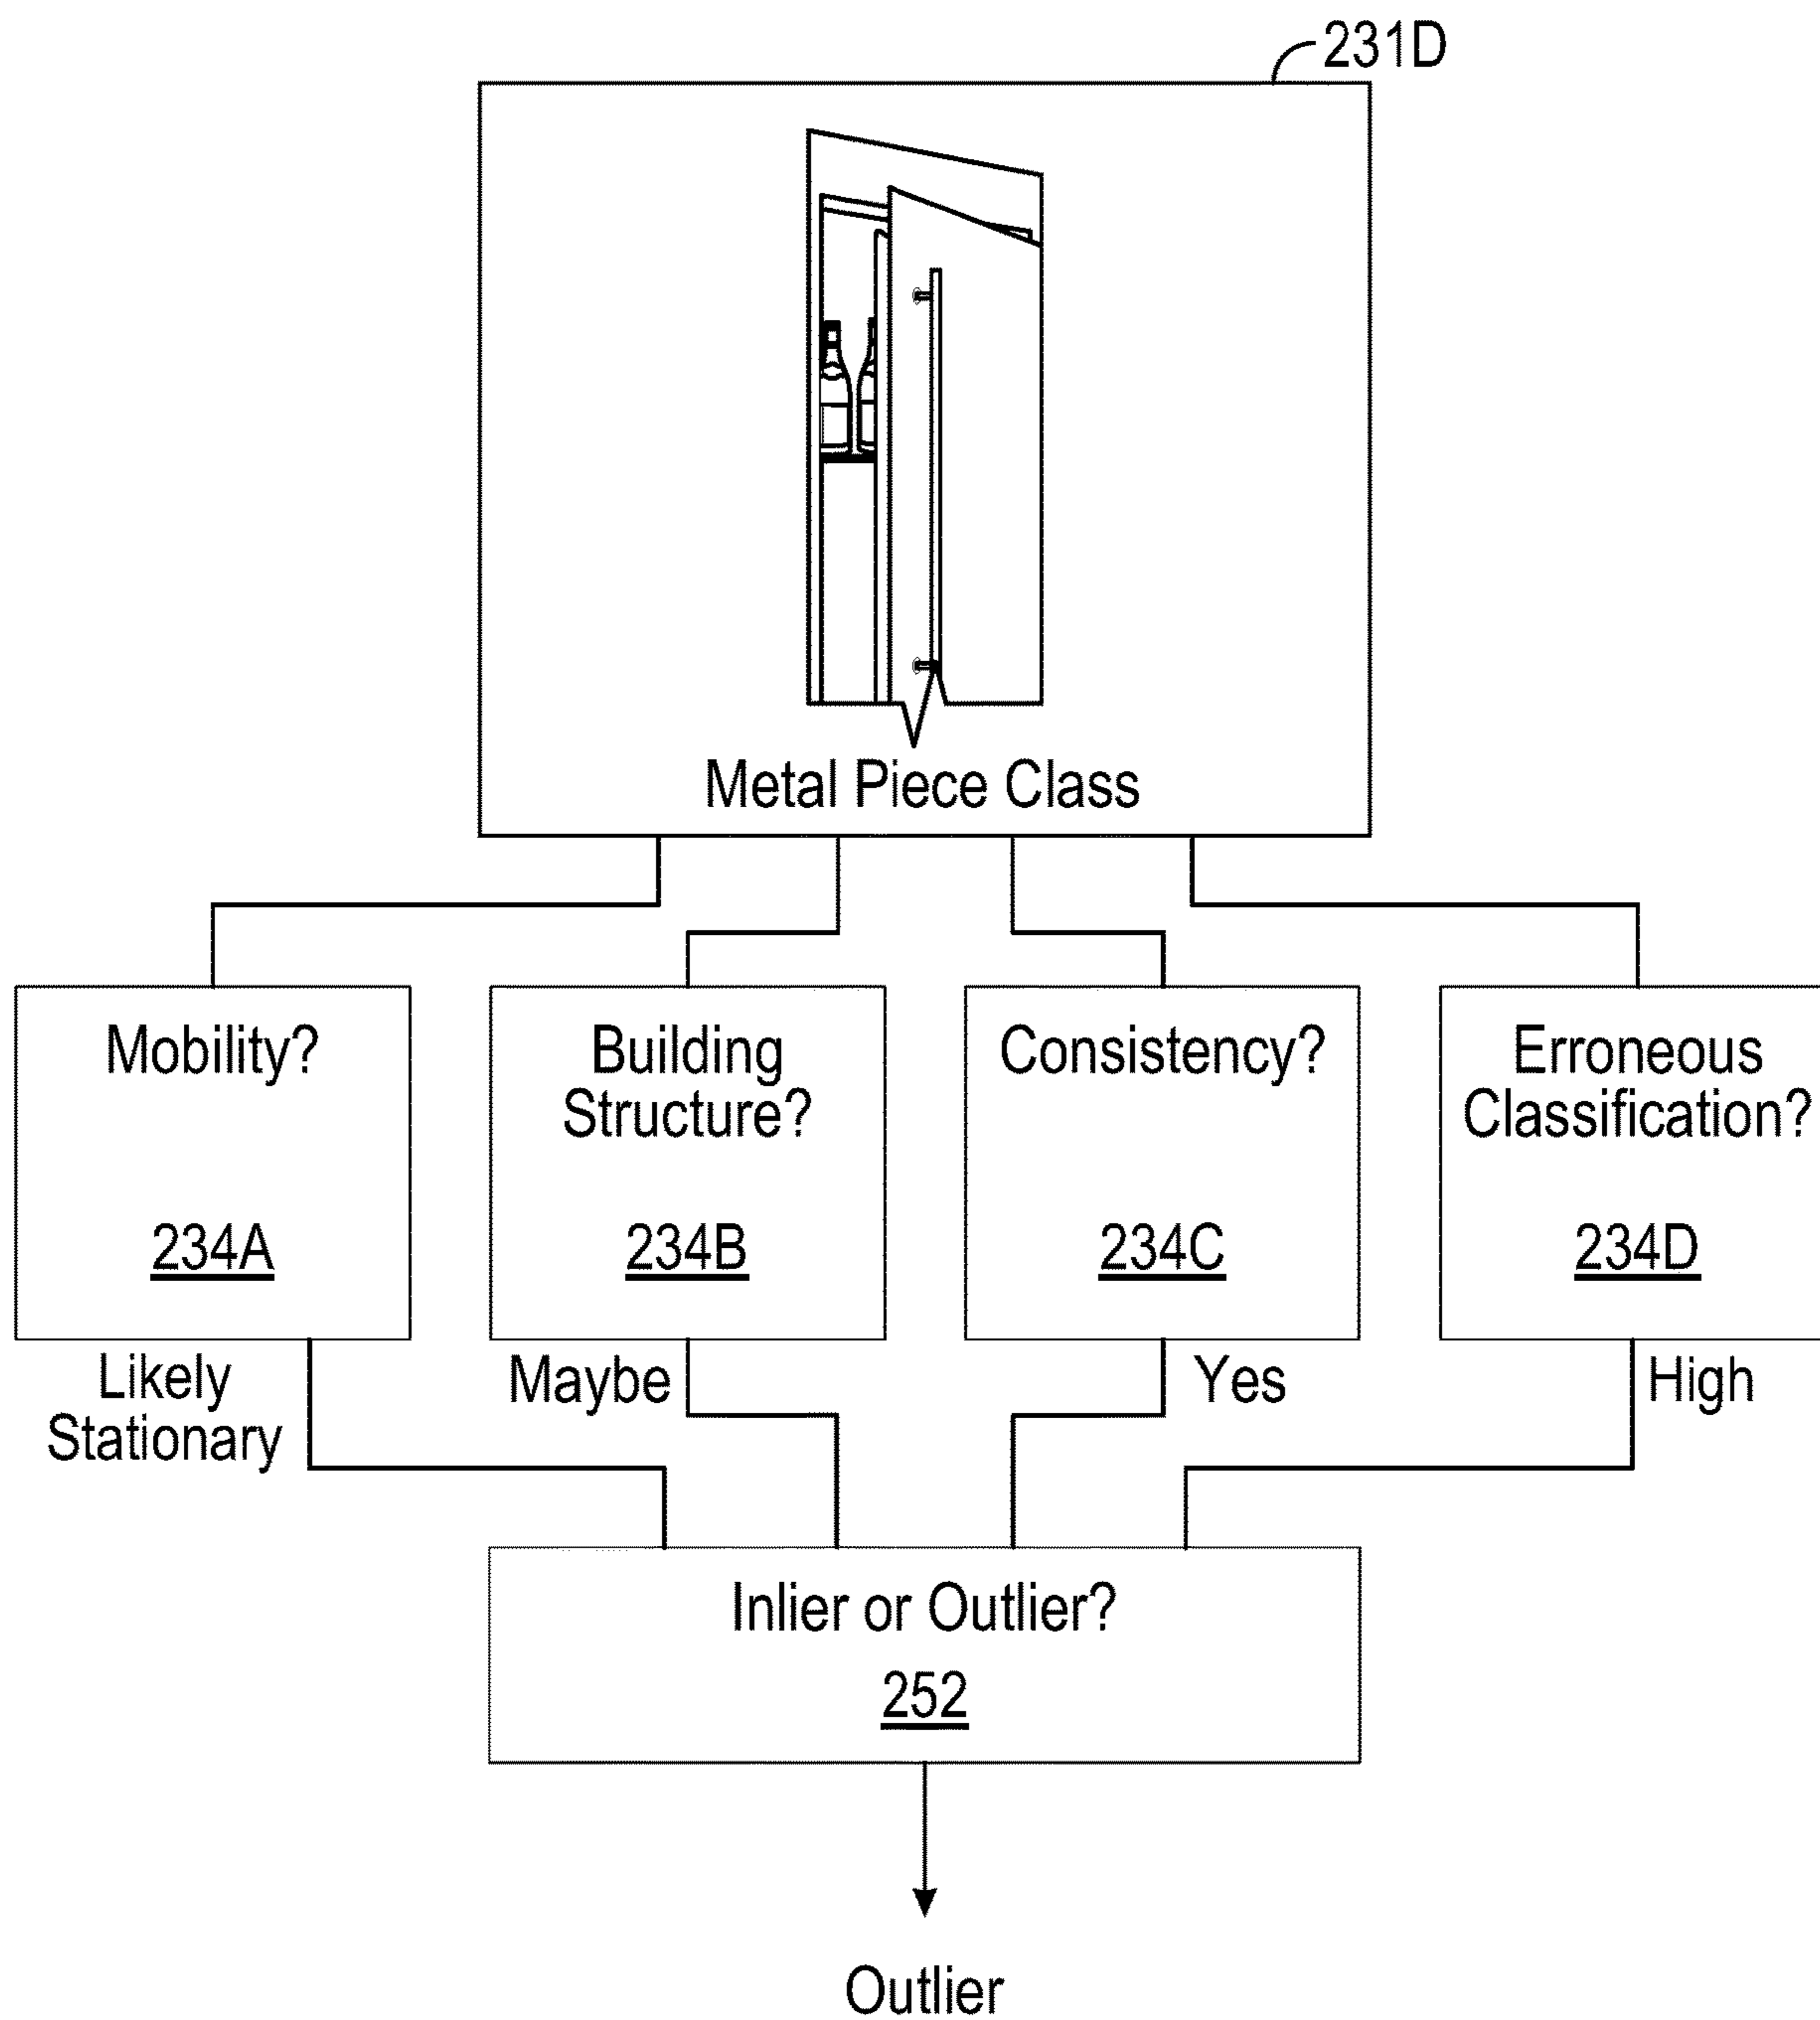 231D
Metal Piece Class
Mobility?
234A
Building
Structure?
234B
Consistency?
234C
Erroneous
Classification?
234D
Likely
Stationary
Maybe
Yes
High
Inlier or Outlier?
252
Outlier